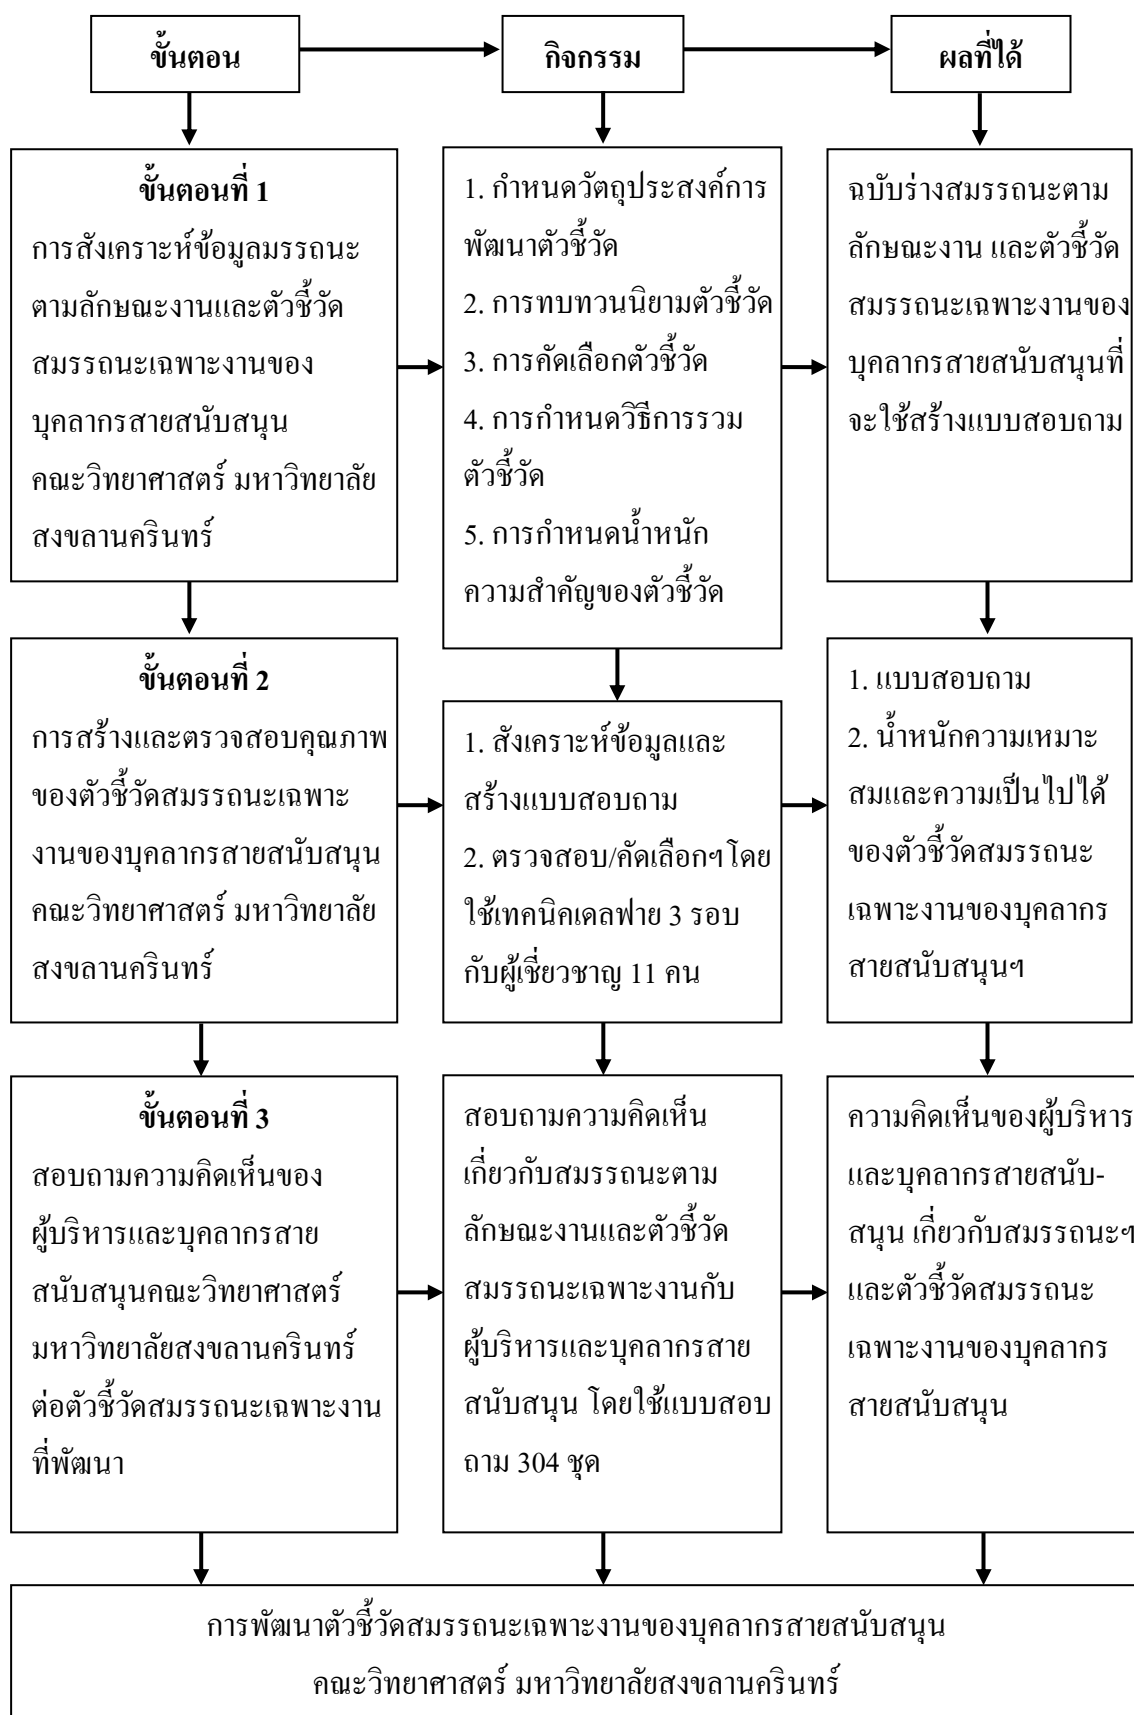 ขั้นตอน
กิจกรรม
ผลที่ได้
ขั้นตอนที่ 1
การสังเคราะห์ข้อมูลมรรถนะ
ตามลักษณะงานและตัวชี้วัด
สมรรถนะเฉพาะงานของ
บุคลากรสายสนับสนุน
คณะวิทยาศาสตร์ มหาวิทยาลัย
สงขลานครินทร์
1. กำหนดวัตถุประสงค์การ
พัฒนาตัวชี้วัด
2. การทบทวนนิยามตัวชี้วัด
3. การคัดเลือกตัวชี้วัด
4. การกำหนดวิธีการรวม
ตัวชี้วัด
5. การกำหนดน้ำหนัก
ความสำคัญของตัวชี้วัด
ฉบับร่างสมรรถนะตาม
ลักษณะงาน และตัวชี้วัด
สมรรถนะเฉพาะงานของ
บุคลากรสายสนับสนุนที่
จะใช้สร้างแบบสอบถาม
ขั้นตอนที่ 2
การสร้างและตรวจสอบคุณภาพ
ของตัวชี้วัดสมรรถนะเฉพาะ
งานของบุคลากรสายสนับสนุน
คณะวิทยาศาสตร์ มหาวิทยาลัย
สงขลานครินทร์
1. สังเคราะห์ข้อมูลและ
สร้างแบบสอบถาม
2. ตรวจสอบ/คัดเลือกฯ โดย
ใช้เทคนิคเดลฟาย 3 รอบ
กับผู้เชี่ยวชาญ 11 คน
1. แบบสอบถาม
2. น้ำหนักความเหมาะ
สมและความเป็นไปได้
ของตัวชี้วัดสมรรถนะ
เฉพาะงานของบุคลากร
สายสนับสนุนฯ
ขั้นตอนที่ 3
สอบถามความคิดเห็นของ
ผู้บริหารและบุคลากรสาย
สนับสนุนคณะวิทยาศาสตร์
มหาวิทยาลัยสงขลานครินทร์
ต่อตัวชี้วัดสมรรถนะเฉพาะงาน
ที่พัฒนา
สอบถามความคิดเห็น
เกี่ยวกับสมรรถนะตาม
ลักษณะงานและตัวชี้วัด
สมรรถนะเฉพาะงานกับ
ผู้บริหารและบุคลากรสาย
สนับสนุน โดยใช้แบบสอบ
ถาม 304 ชุด
ความคิดเห็นของผู้บริหาร
และบุคลากรสายสนับ-
สนุน เกี่ยวกับสมรรถนะฯ
และตัวชี้วัดสมรรถนะ
เฉพาะงานของบุคลากร
สายสนับสนุน
การพัฒนาตัวชี้วัดสมรรถนะเฉพาะงานของบุคลากรสายสนับสนุน
คณะวิทยาศาสตร์ มหาวิทยาลัยสงขลานครินทร์